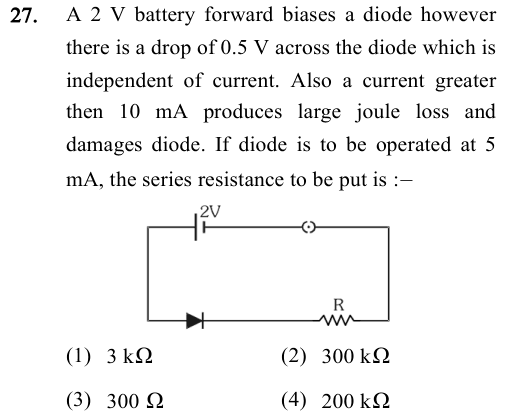 27. A 2 V battery forward biases a diode however
there is a drop of 0.5 V across the diode which is
independent of current. Also a current greater
then 10 mA produces large joule loss and
damages diode. If diode is to be operated at 5
mA, the series resistance to be put is :–
2V
R
(1) 3 kΩ (2) 300 kΩ
(3) 300 Ω (4) 200 kΩ